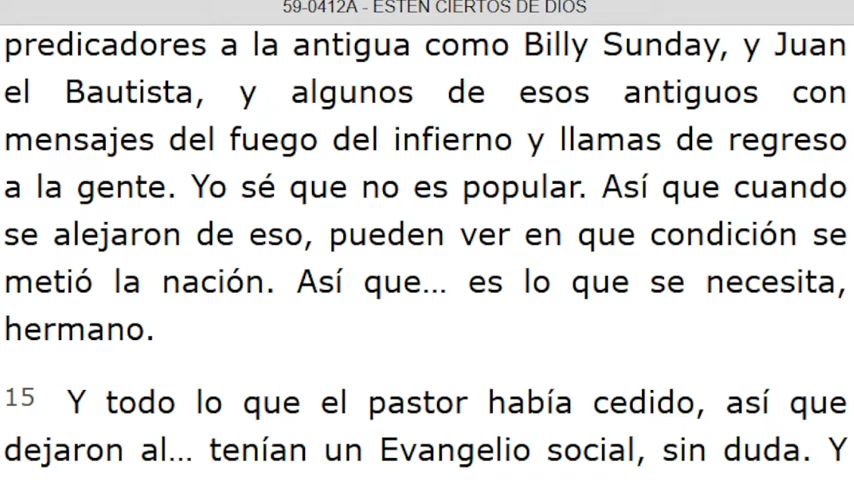 59-0412A - ESTEN CIERTOS DE DIOS
predicadores a la antigua como Billy Sunday, y Juan
el Bautista, y algunos de esos antiguos con
mensajes del fuego del infierno y llamas de regreso
a la gente. Yo sé que no es popular. Así que cuando
se alejaron de eso, pueden ver en que condición se
metió la nación. Así que… es lo que se necesita,
hermano.
15 Y todo lo que el pastor había cedido, así que
dejaron al… tenían un Evangelio social, sin duda. Y